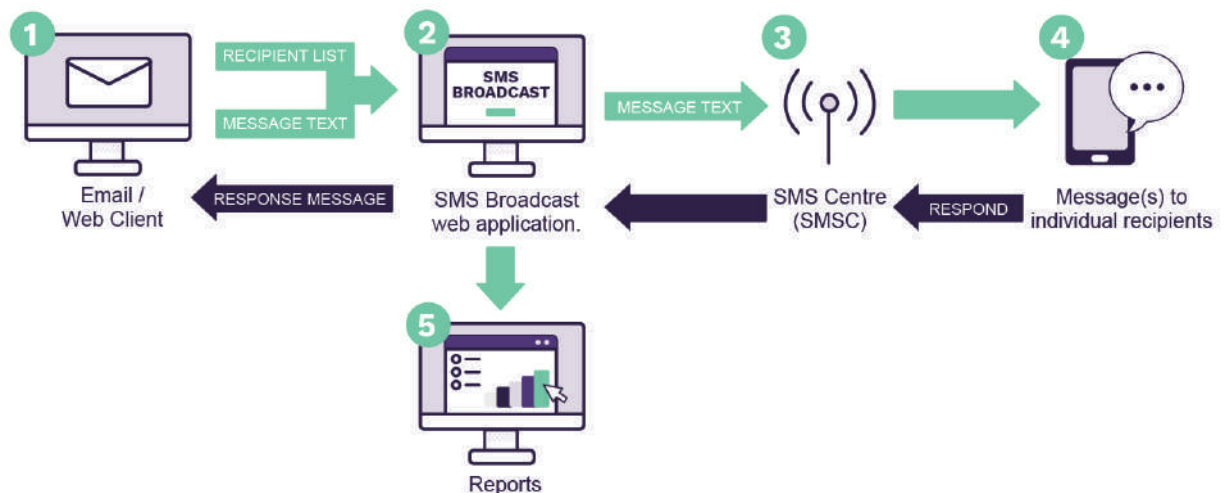 1
RECIPIENT LIST
MESSAGE TEXT
Email /
Web Client
RESPONSE MESSAGE
2
SMS
BROADCAST
SMS Broadcast
web application.
MESSAGE TEXT
3
SMS Centre
(SMSC)
4
RESPOND
Message(s) to
individual recipients
5
Reports